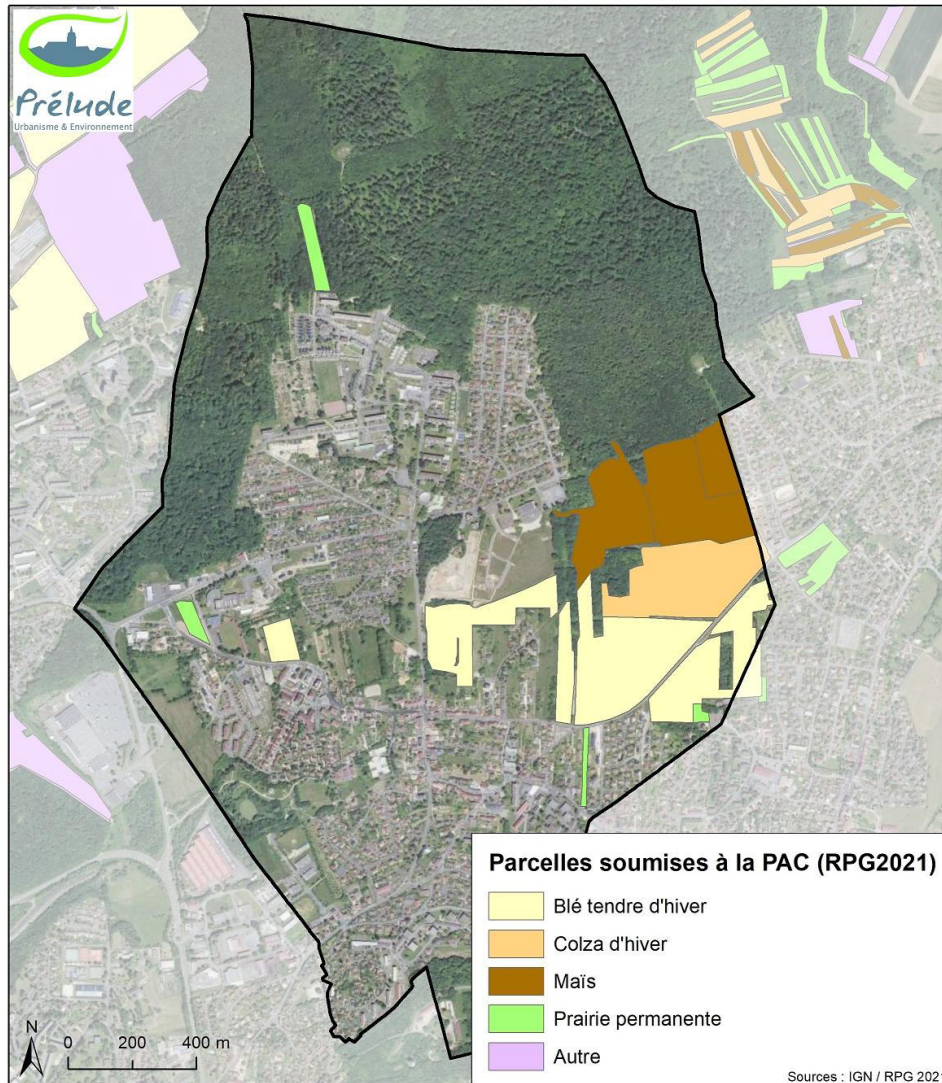 Prélude
Urbanisme & Environnement
Parcelles soumises à la PAC (RPG2021)
Blé tendre d'hiver
Colza d'hiver
Maïs
Prairie permanente
Autre
N
0 200 400 m
Sources : IGN / RPG 2021